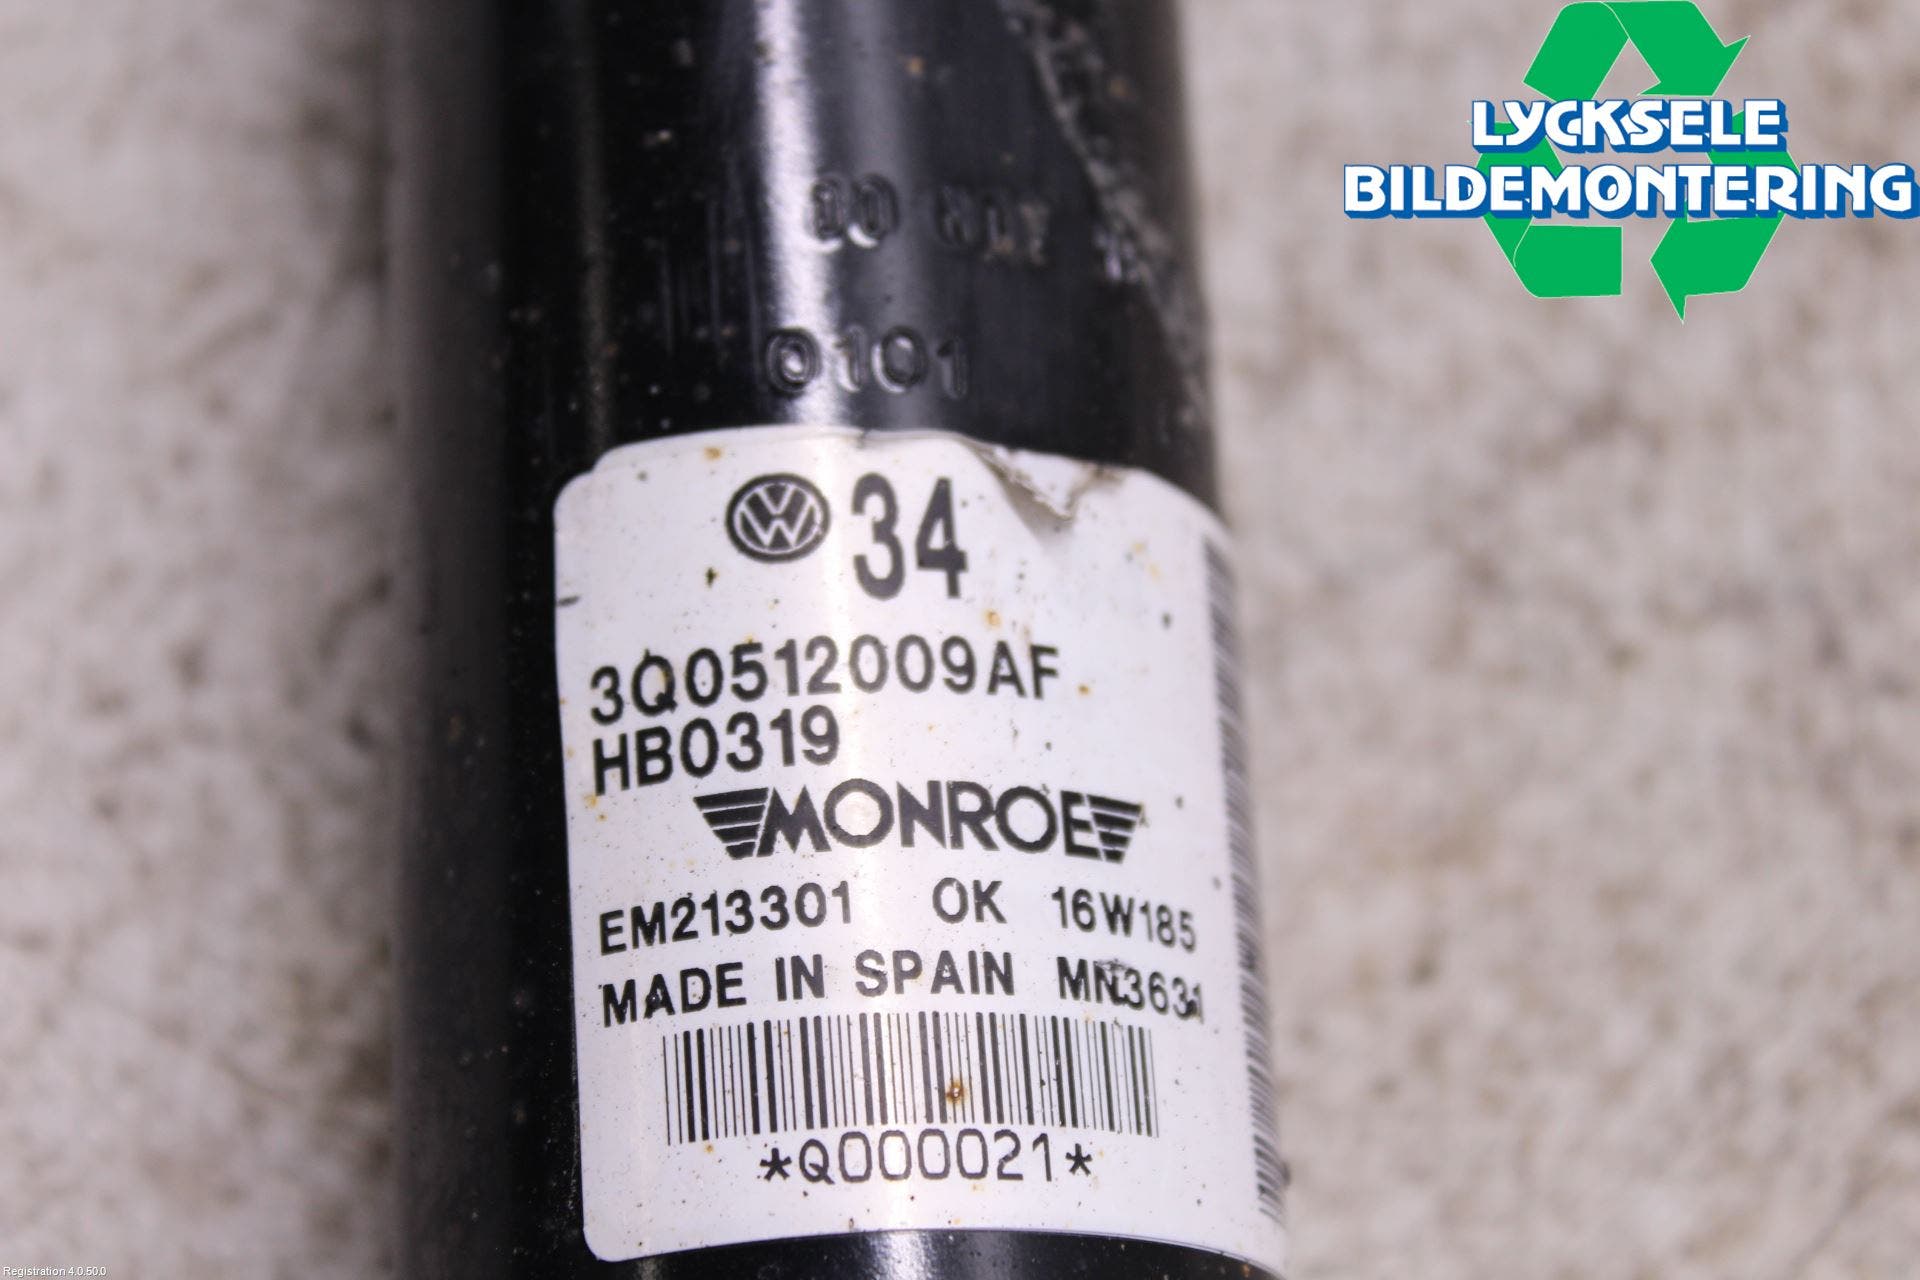 LYCKSELE
BILDEMONTERING
0101
34
3Q0512009AF
HB0319
MONROE
EM213301 OK 16W185
MADE IN SPAIN MN3631
*Q000021*
Registration 4.0.50.0